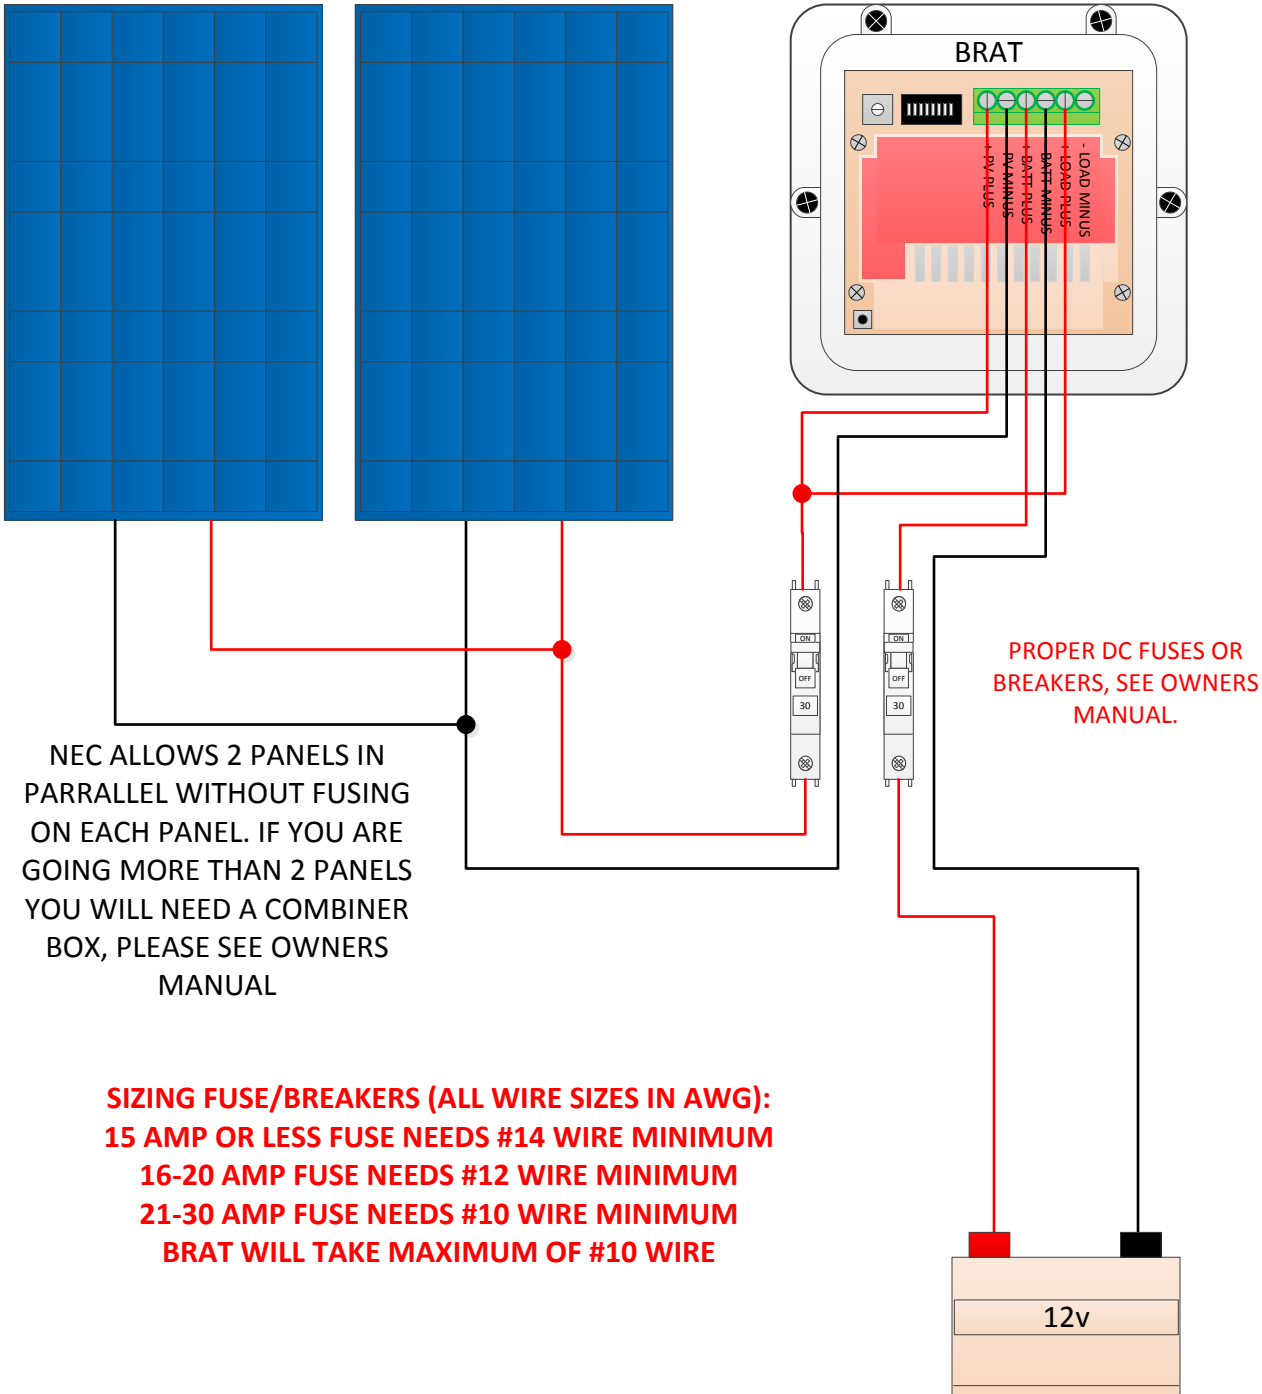 BRAT
+ PV PLUS
PV MINUS
+ BATT PLUS
BATT MINUS
+ LOAD PLUS
- LOAD MINUS
ON
OFF
30
ON
OFF
30
PROPER DC FUSES OR
BREAKERS, SEE OWNERS
MANUAL.
NEC ALLOWS 2 PANELS IN
PARRALLEL WITHOUT FUSING
ON EACH PANEL. IF YOU ARE
GOING MORE THAN 2 PANELS
YOU WILL NEED A COMBINER
BOX, PLEASE SEE OWNERS
MANUAL
SIZING FUSE/BREAKERS (ALL WIRE SIZES IN AWG):
15 AMP OR LESS FUSE NEEDS #14 WIRE MINIMUM
16-20 AMP FUSE NEEDS #12 WIRE MINIMUM
21-30 AMP FUSE NEEDS #10 WIRE MINIMUM
BRAT WILL TAKE MAXIMUM OF #10 WIRE
12v